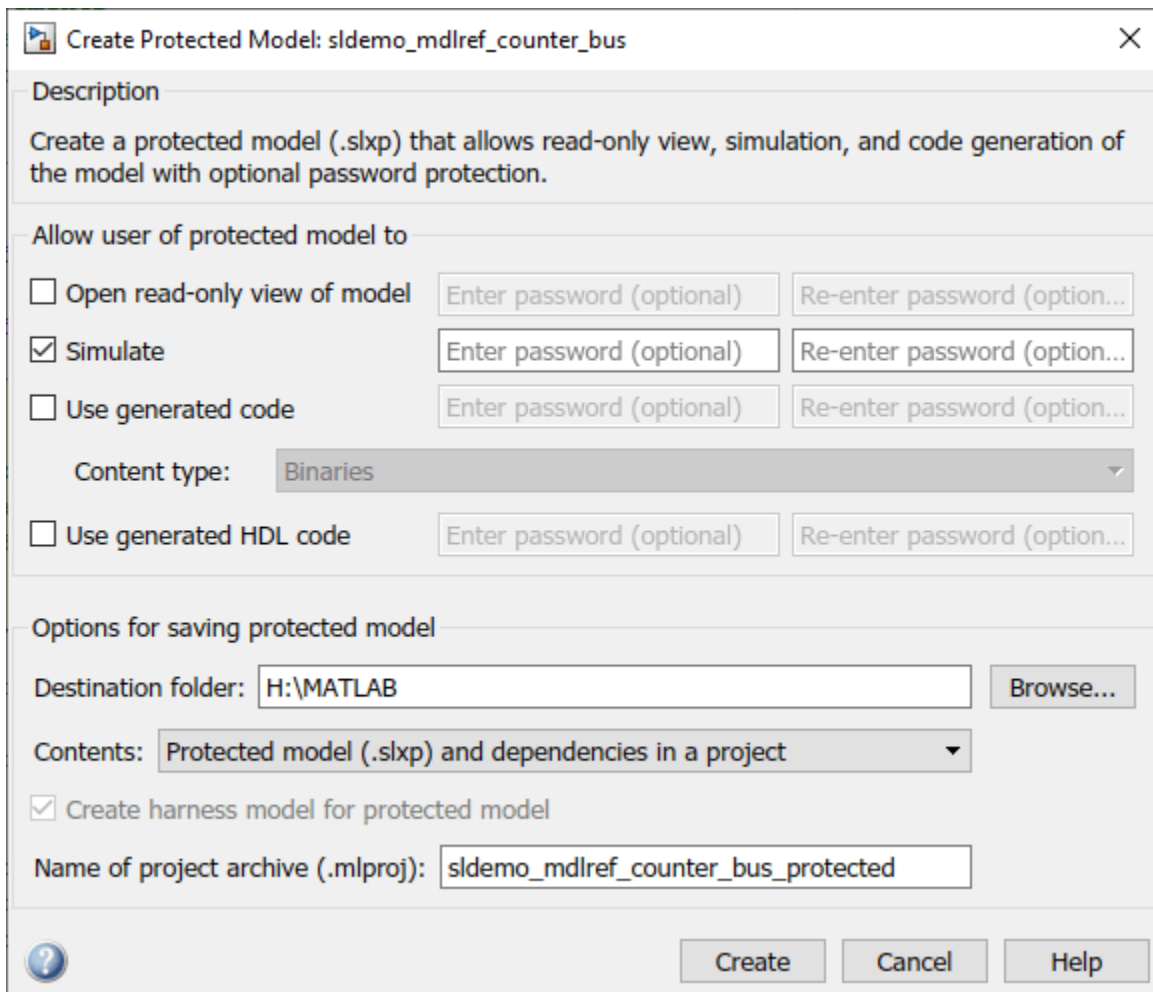 Create Protected Model: sldemo_mdlref_counter_bus
Description
Create a protected model (.slxp) that allows read-only view, simulation, and code generation of
the model with optional password protection.
Allow user of protected model to
Open read-only view of model Enter password (optional) Re-enter password (option...
Simulate Enter password (optional) Re-enter password (option...
Use generated code Enter password (optional) Re-enter password (option...
Content type: Binaries
Use generated HDL code Enter password (optional) Re-enter password (option...
Options for saving protected model
Destination folder: H:\MATLAB Browse...
Contents: Protected model (.slxp) and dependencies in a project
Create harness model for protected model
Name of project archive (.mlproj): sldemo_mdlref_counter_bus_protected
? Create Cancel Help